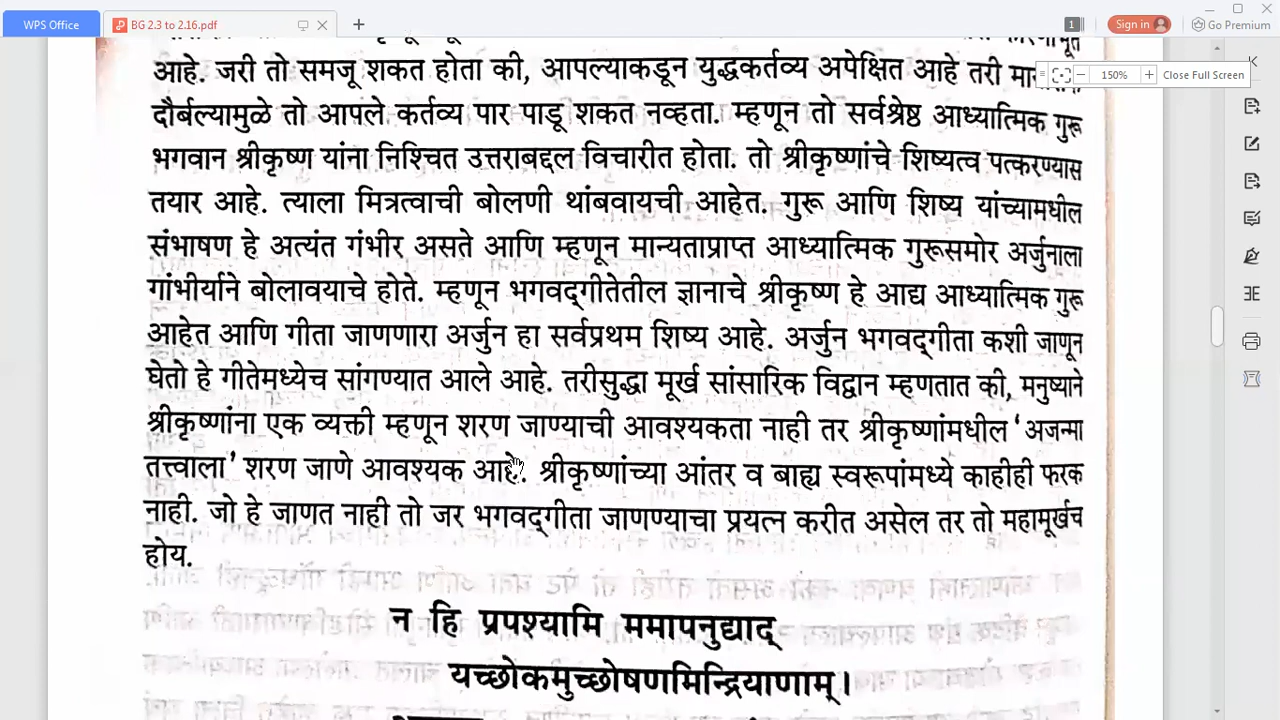 WPS Office
BG 2.3 to 2.16.pdf
1
Sign in
Go Premium
150%
Close Full Screen
आहे. जरी तो समजू शकत होता की, आपल्याकडून युद्धकर्तव्य अपेक्षित आहे तरी
दौर्बल्यामुळे तो आपले कर्तव्य पार पाडू शकत नव्हता. म्हणून तो सर्वश्रेष्ठ आध्यात्मिक गुरू
भगवान श्रीकृष्ण यांना निश्चित उत्तराबद्दल विचारीत होता. तो श्रीकृष्णांचे शिष्यत्व पत्करण्यास
तयार आहे. त्याला मित्रत्वाची बोलणी थांबवायची आहेत. गुरू आणि शिष्य यांच्यामधील
संभाषण हे अत्यंत गंभीर असते आणि म्हणून मान्यताप्राप्त आध्यात्मिक गुरूसमोर अर्जुनाला
गांभीर्याने बोलावयाचे होते. म्हणून भगवद्‌गीतेतील ज्ञानाचे श्रीकृष्ण हे आद्य आध्यात्मिक गुरू
आहेत आणि गीता जाणणारा अर्जुन हा सर्वप्रथम शिष्य आहे. अर्जुन भगवद्‌गीता कशी जाणून
घेतो हे गीतेमध्येच सांगण्यात आले आहे. तरीसुद्धा मूर्ख सांसारिक विद्वान म्हणतात की, मनुष्याने
श्रीकृष्णांना एक व्यक्ती म्हणून शरण जाण्याची आवश्यकता नाही तर श्रीकृष्णांमधील ‘अजन्मा
तत्त्वाला’ शरण जाणे आवश्यक आहे. श्रीकृष्णांच्या आंतर व बाह्य स्वरूपांमध्ये काहीही फरक
नाही. जो हे जाणत नाही तो जर भगवद्‌गीता जाणण्याचा प्रयत्न करीत असेल तर तो महामूर्खच
होय.
न हि प्रपश्यामि ममापनुद्याद्
यच्छोकमुच्छोषणमिन्द्रियाणाम्।